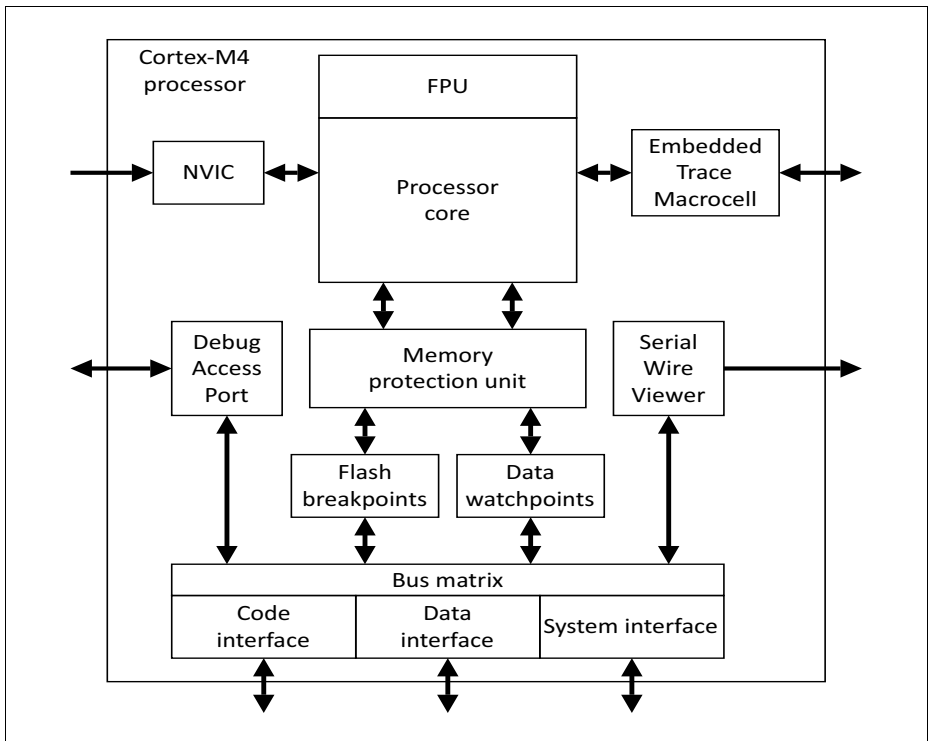 Cortex-M4
processor
FPU
NVIC
Processor
core
Embedded
Trace
Macrocell
Debug
Access
Port
Memory
protection unit
Serial
Wire
Viewer
Flash
breakpoints
Data
watchpoints
Bus matrix
Code
interface
Data
interface
System interface